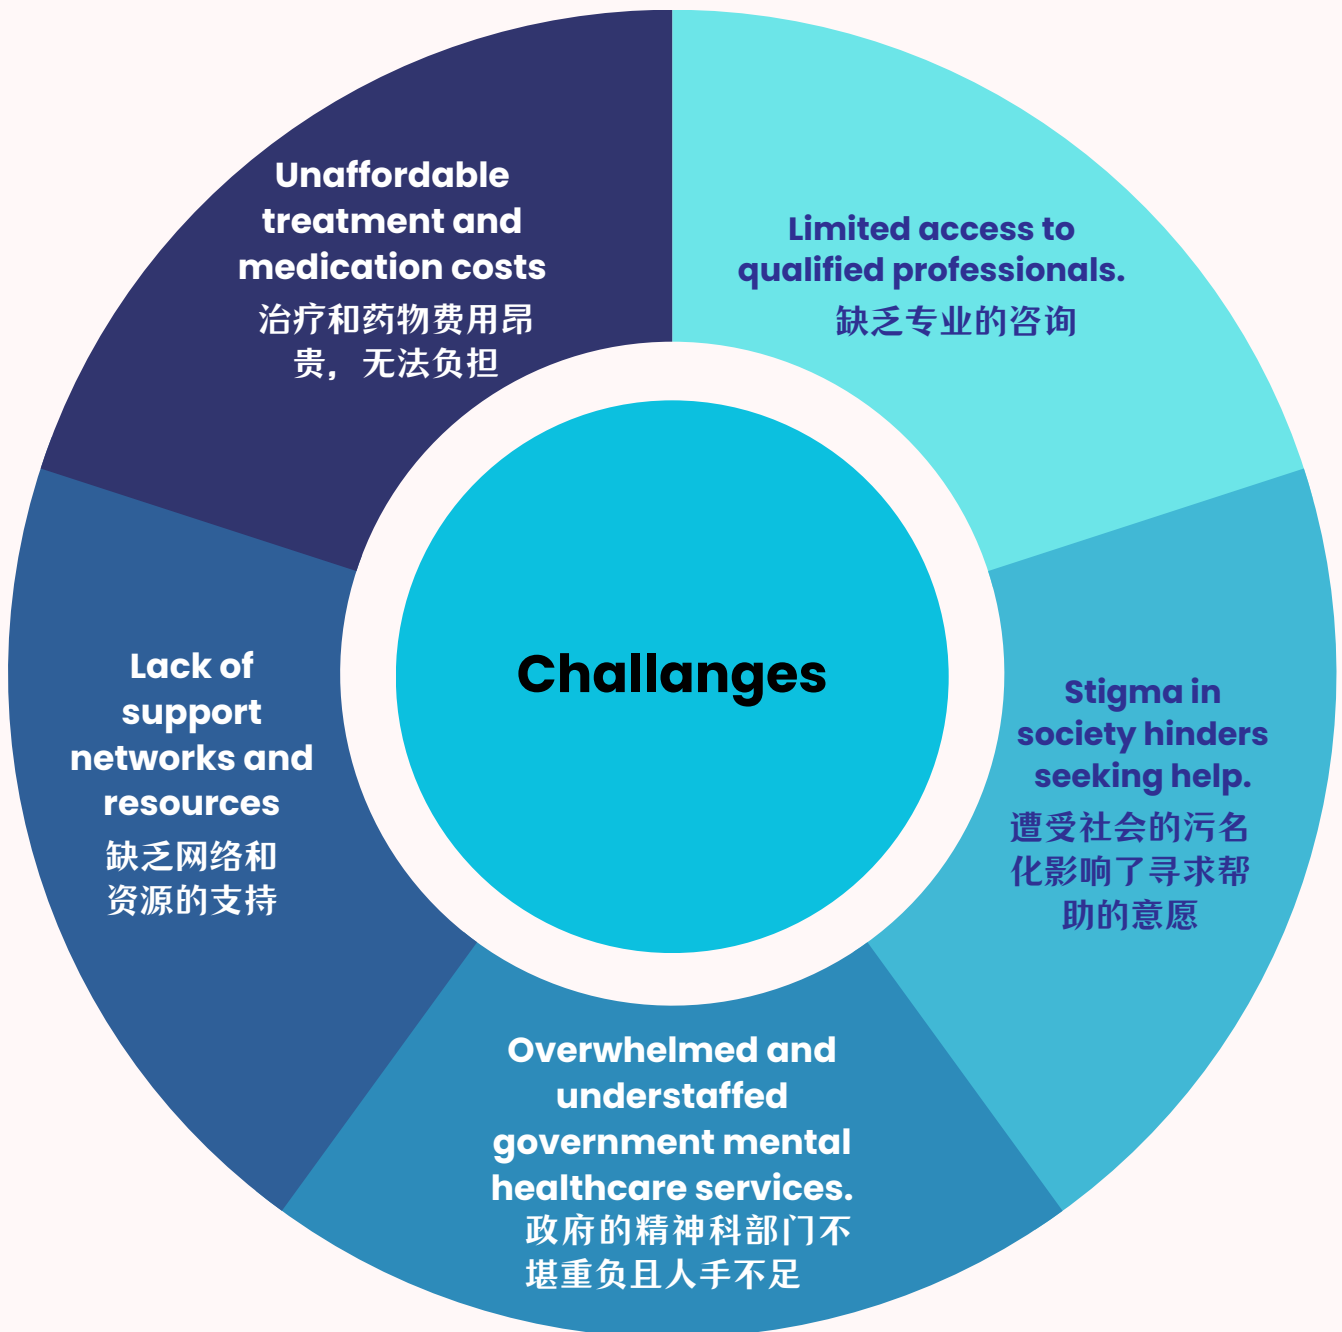 Unaffordable
treatment and
medication costs
治疗和药物费用昂
贵，无法负担
Limited access to
qualified professionals.
缺乏专业的咨询
Challanges
Lack of
support
networks and
resources
缺乏网络和
资源的支持
Stigma in
society hinders
seeking help.
遭受社会的污名
化影响了寻求帮
助的意愿
Overwhelmed and
understaffed
government mental
healthcare services.
政府的精神科部门不
堪重负且人手不足